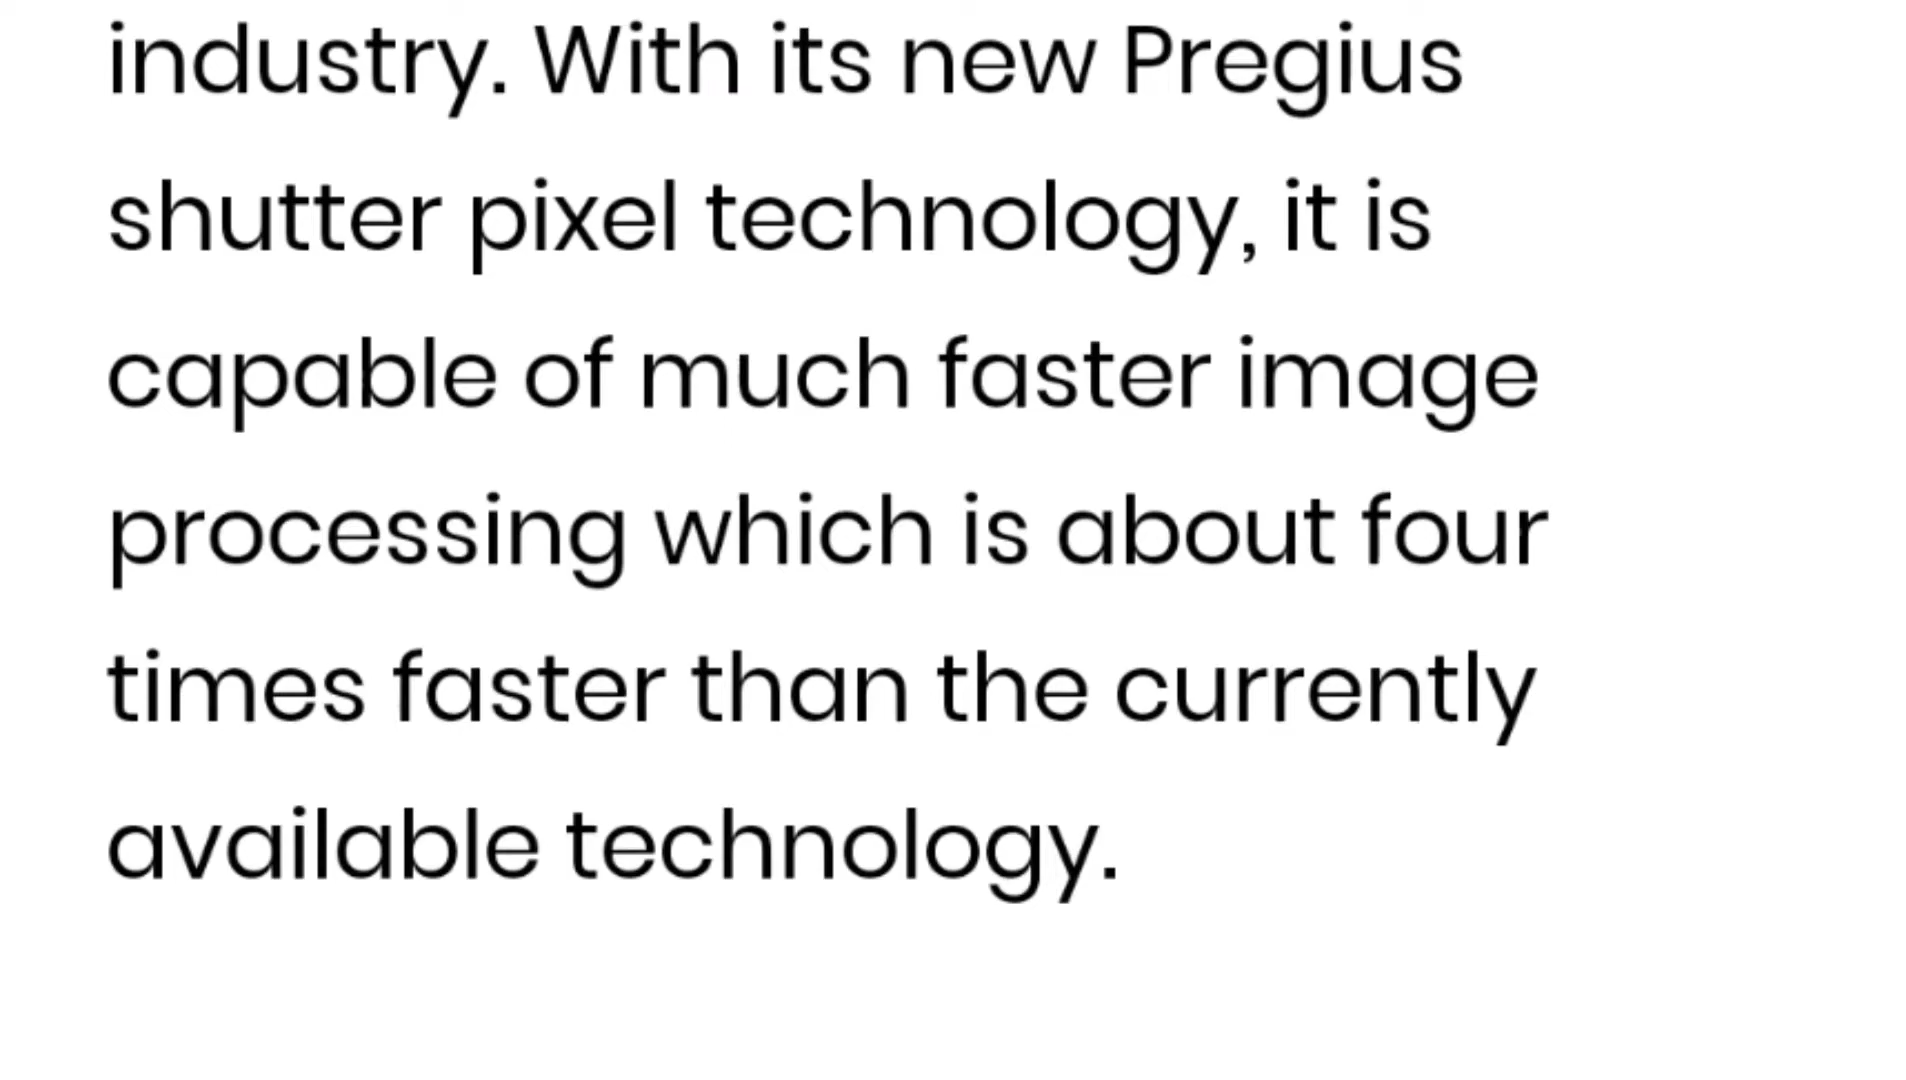 industry. With its new Pregius
shutter pixel technology, it is
capable of much faster image
processing which is about four
times faster than the currently
available technology.